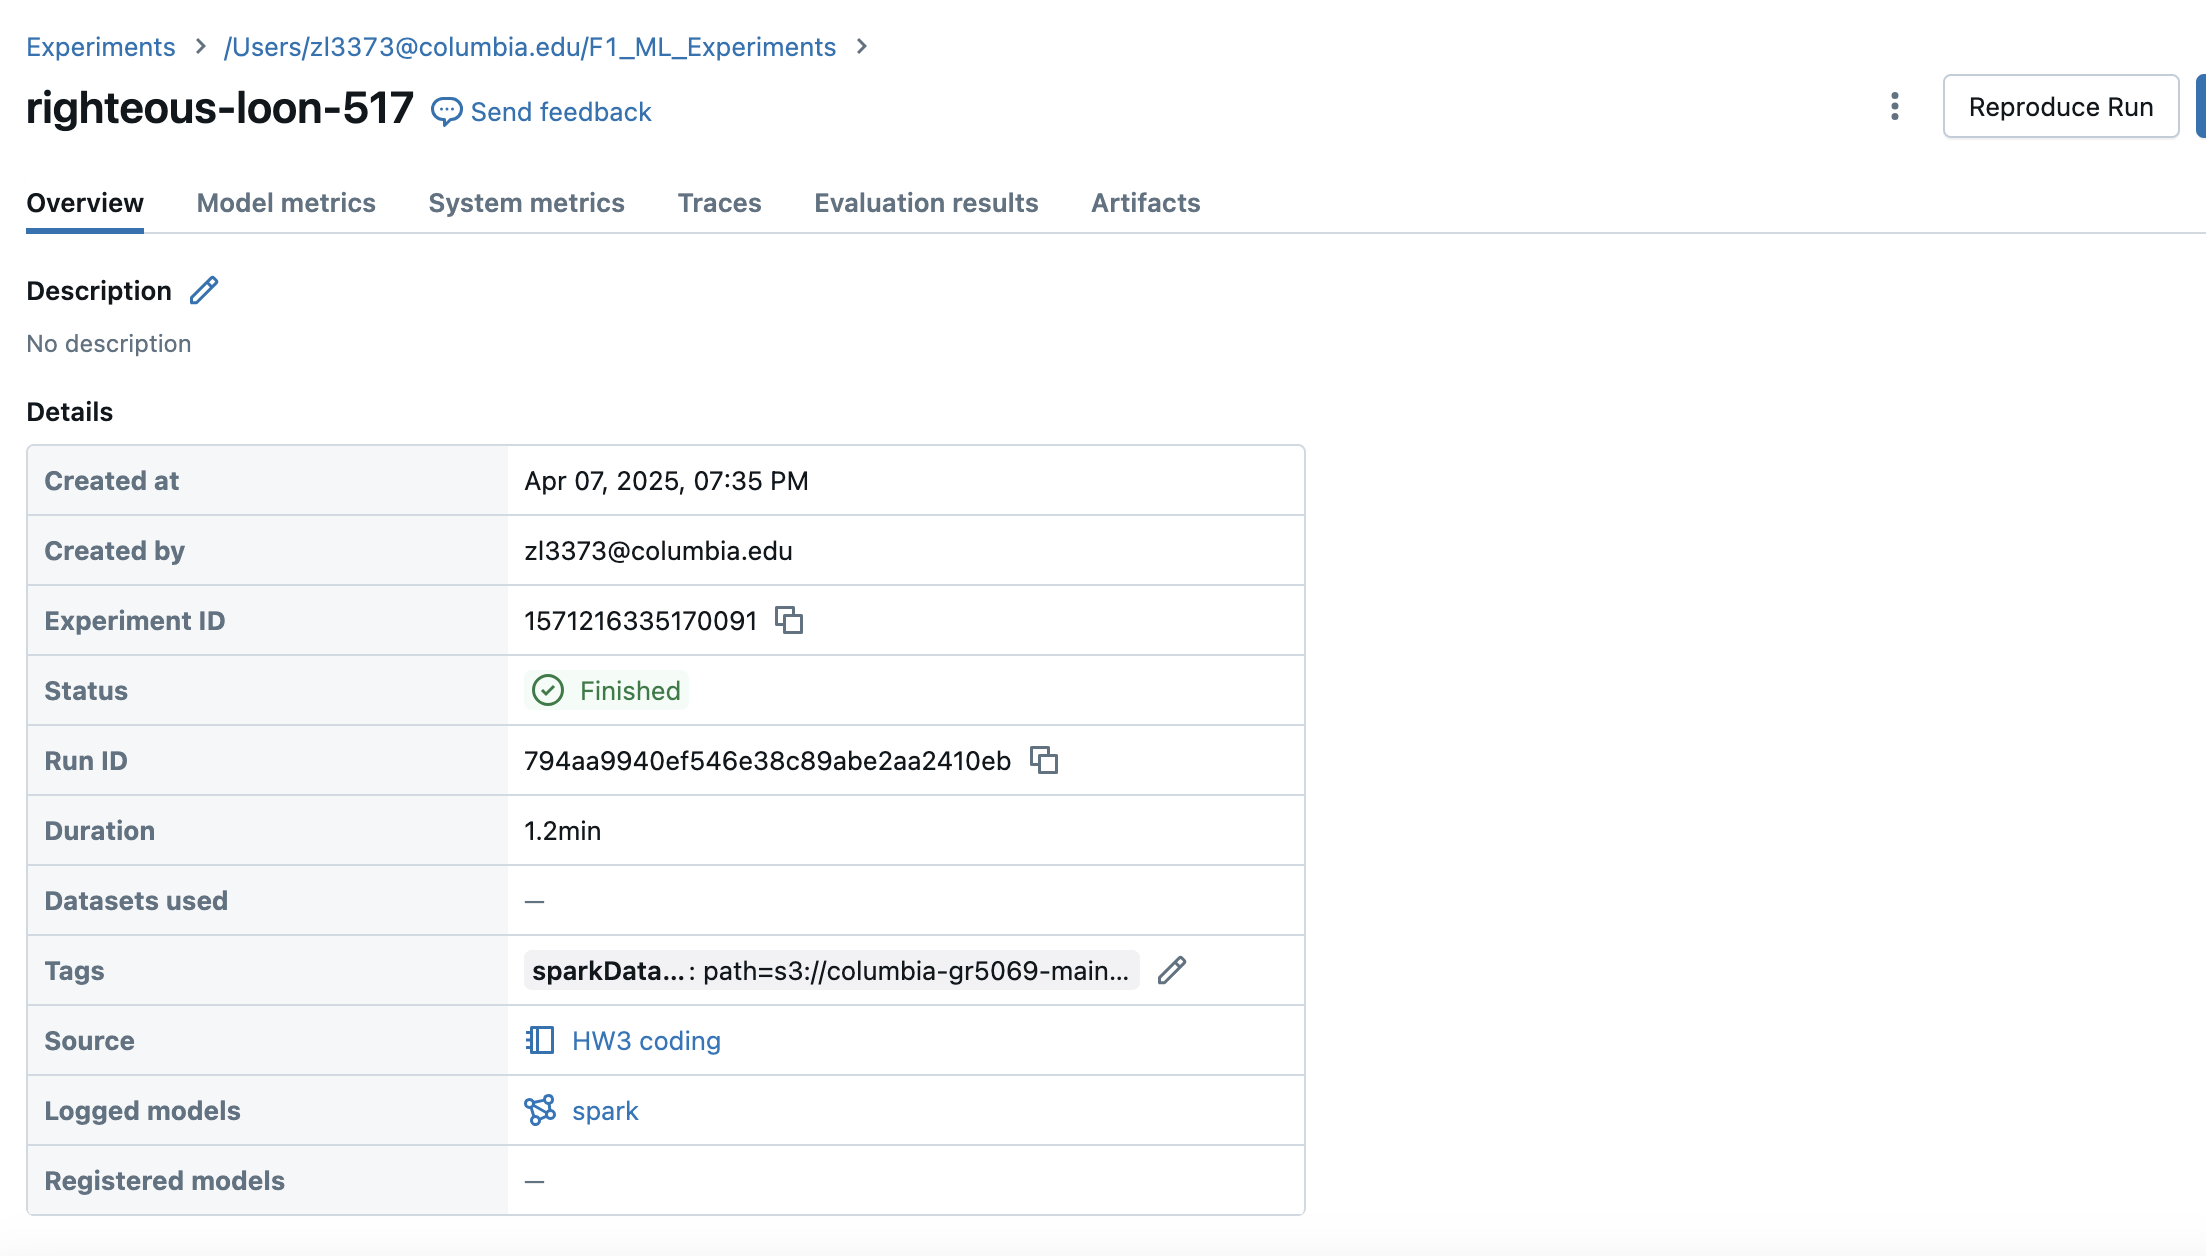 Experiments > /Users/zl3373@columbia.edu/F1_ML_Experiments >
righteous-loon-517 Send feedback
Reproduce Run
Overview Model metrics System metrics Traces Evaluation results Artifacts
Description
No description
Details
Created at Apr 07, 2025, 07:35 PM
Created by zl3373@columbia.edu
Experiment ID 1571216335170091
Status Finished
Run ID 794aa9940ef546e38c89abe2aa2410eb
Duration 1.2min
Datasets used —
Tags sparkData...: path=s3://columbia-gr5069-main...
Source HW3 coding
Logged models spark
Registered models —